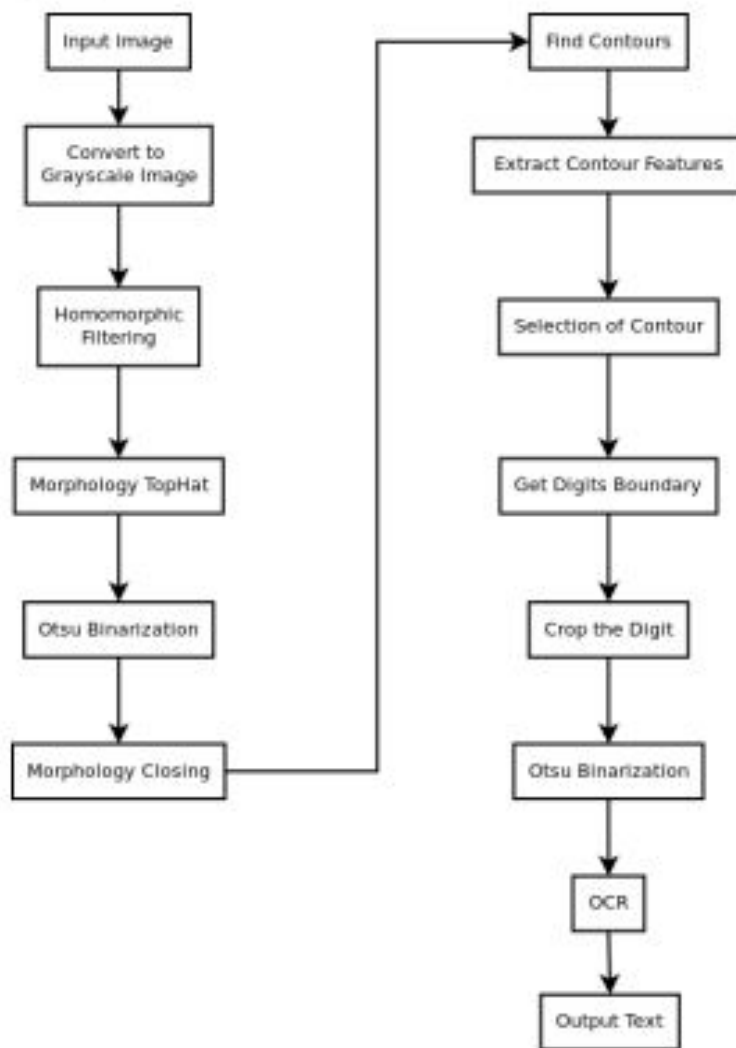 Input Image
Convert to
Grayscale Image
Homomorphic
Filtering
Morphology TopHat
Otsu Binarization
Morphology Closing
Find Contours
Extract Contour Features
Selection of Contour
Get Digits Boundary
Crop the Digit
Otsu Binarization
OCR
Output Text